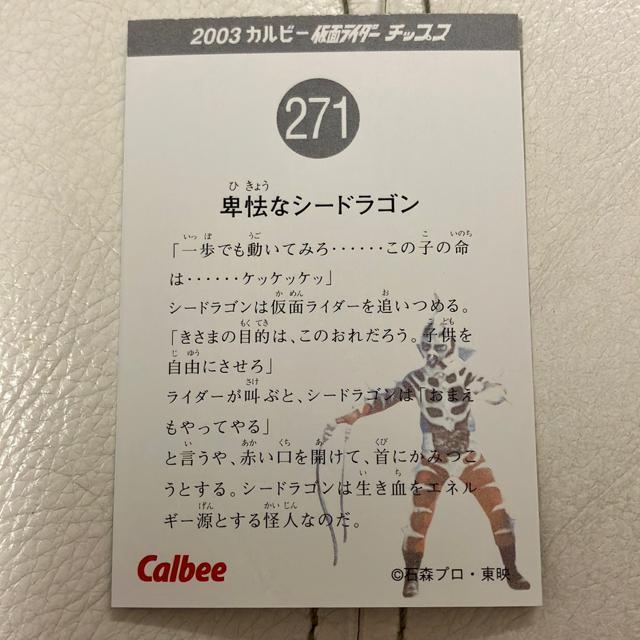 2003 カルビー 仮面ライダー チップス
271
ひきょう
卑怯なシードラゴン
いっぽ うご こ いのち
「一歩でも動いてみろ‥‥‥この子の命
は‥‥‥ケッケッケッ」
かめん お
シードラゴンは仮面ライダーを追いつめる。
もくてき ども
「きさまの目的は、このおれだろう。子供を
じゆう
自由にさせろ」
さけ
ライダーが叫ぶと、シードラゴンは「おまえ
もやってやる」
い あか くち あ くび
と言うや、赤い口を開けて、首にかみつこ
い ち
うとする。シードラゴンは生き血をエネル
げん かいじん
ギー源とする怪人なのだ。
Calbee
©石森プロ・東映